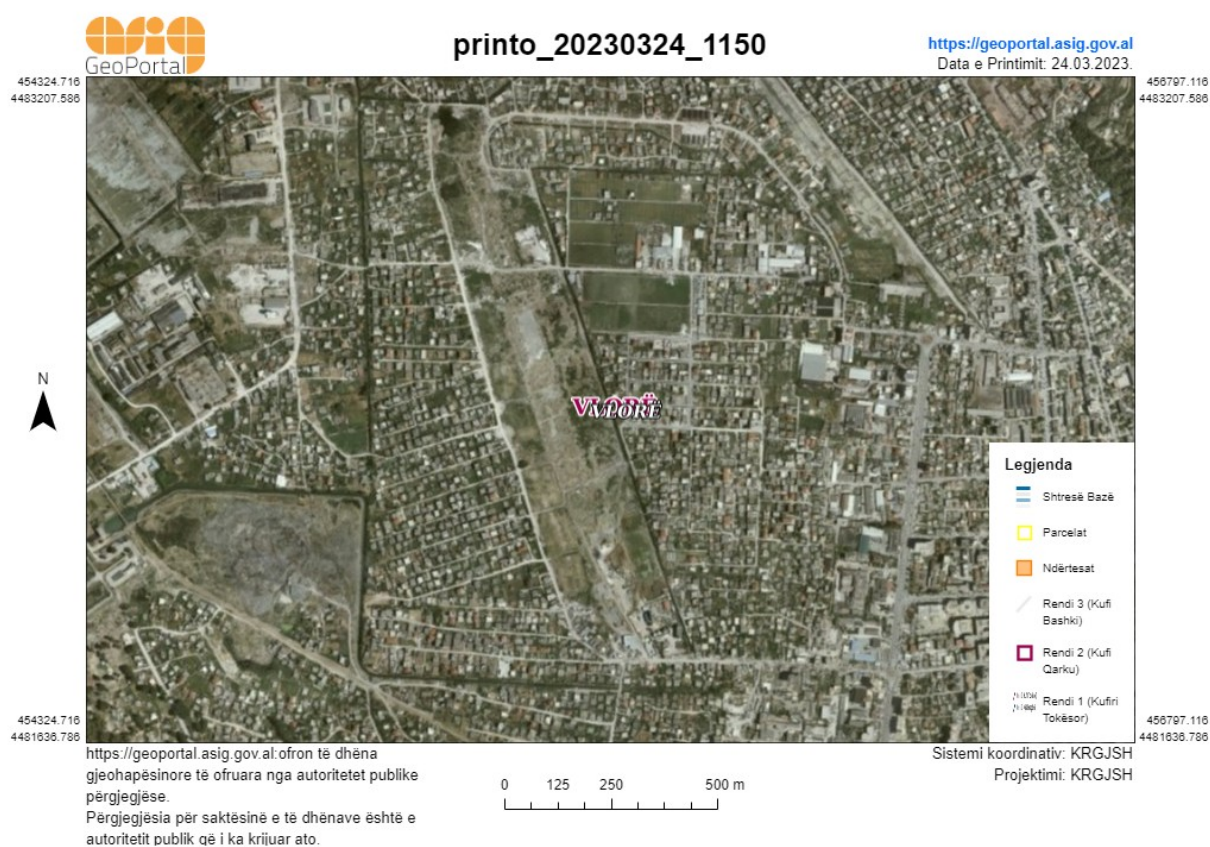 asig
GeoPortal
printo_20230324_1150
https://geoportal.asig.gov.al
Data e Printimit: 24.03.2023.
454324.716
4483207.586
456797.116
4483207.586
N
VLORË
VLORË
Legjenda
Shtresë Bazë
Parcelat
Ndërtesat
Rendi 3 (Kufi
Bashki)
Rendi 2 (Kufi
Qarku)
Rendi 1 (Kufiri
Tokësor)
454324.716
4481636.786
456797.116
4481636.786
https://geoportal.asig.gov.al:ofron të dhëna
gjeohapësinore të ofruara nga autoritetet publike
përgjegjëse.
Përgjegjësia për saktësinë e të dhënave është e
autoritetit publik që i ka krijuar ato.
0 125 250 500 m
Sistemi koordinativ: KRGJSH
Projektimi: KRGJSH